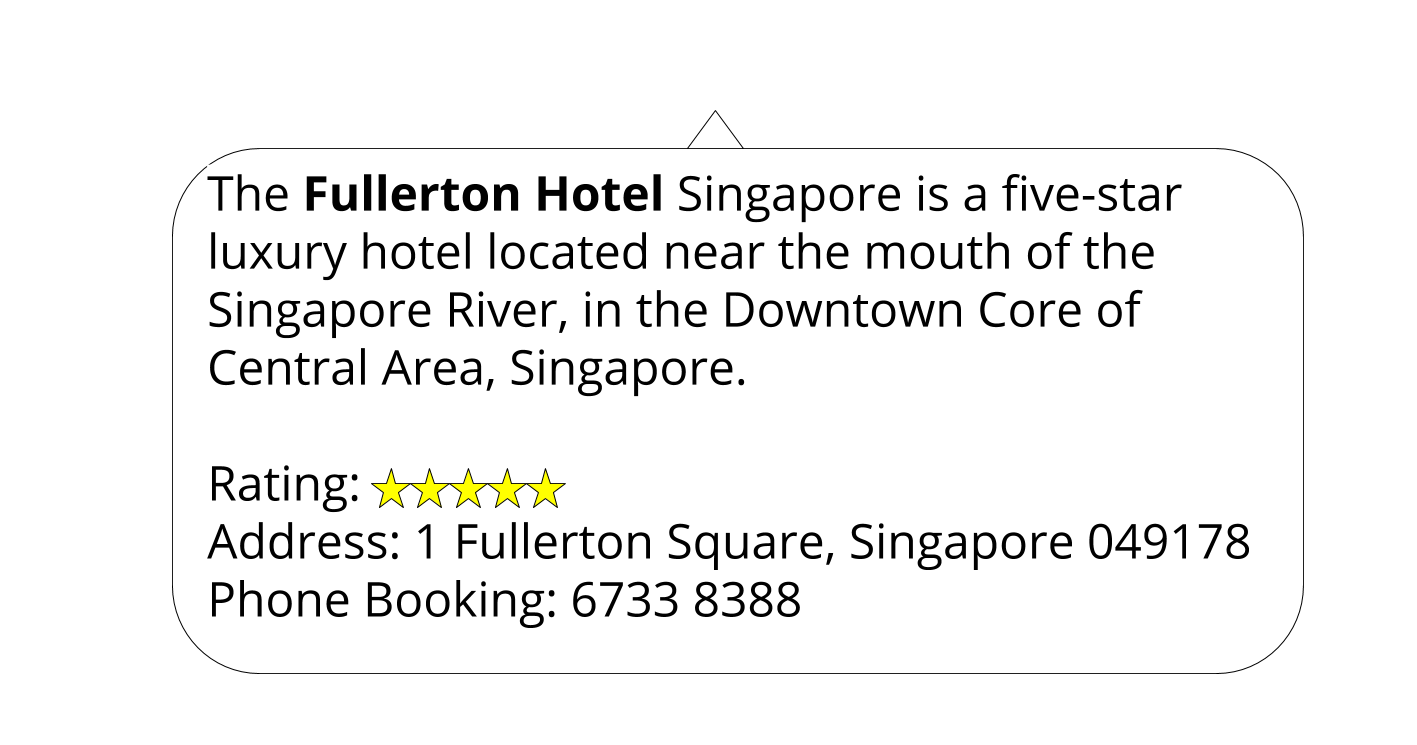 The Fullerton Hotel Singapore is a five-star
luxury hotel located near the mouth of the
Singapore River, in the Downtown Core of
Central Area, Singapore.
Rating:
Address: 1 Fullerton Square, Singapore 049178
Phone Booking: 6733 8388